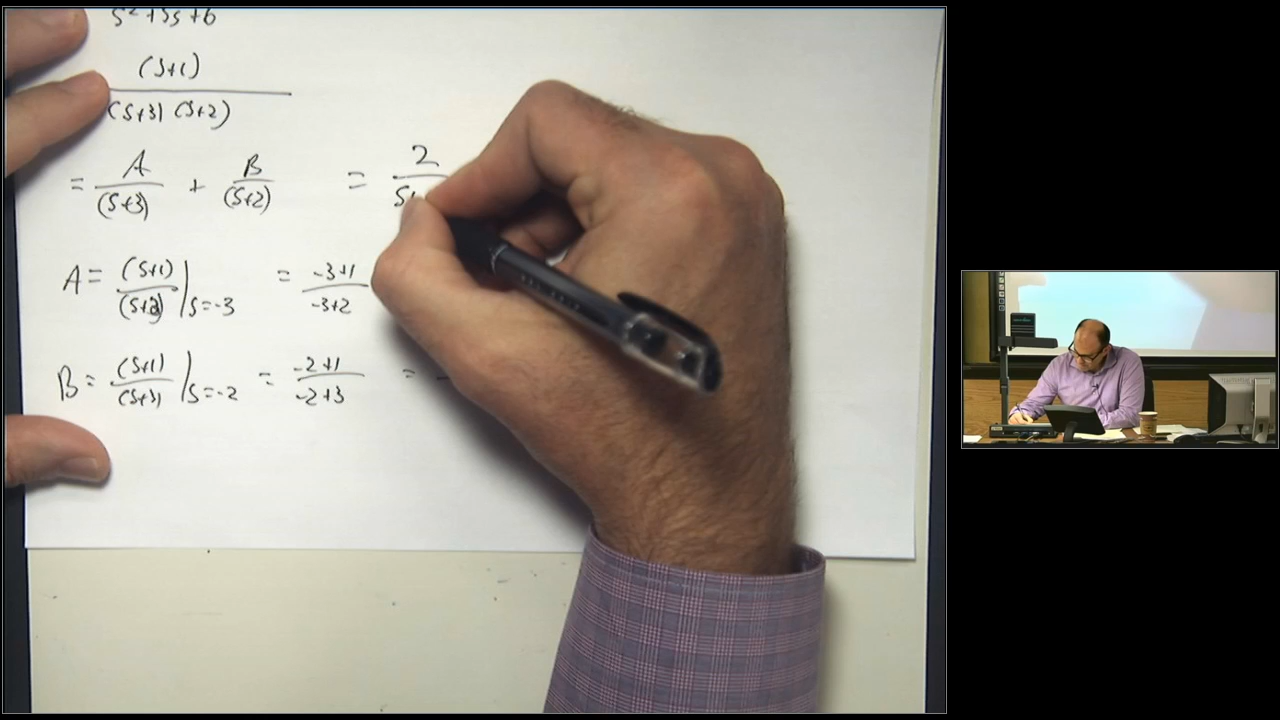 s² + 5s + 6
(s+1)
(s+3) (s+2)
= A/(s+3) + B/(s+2) = 2/s+
A = (s+1)/(s+2) | s=-3 = -3+1/-3+2
B = (s+1)/(s+3) | s=-2 = -2+1/-2+3 = -